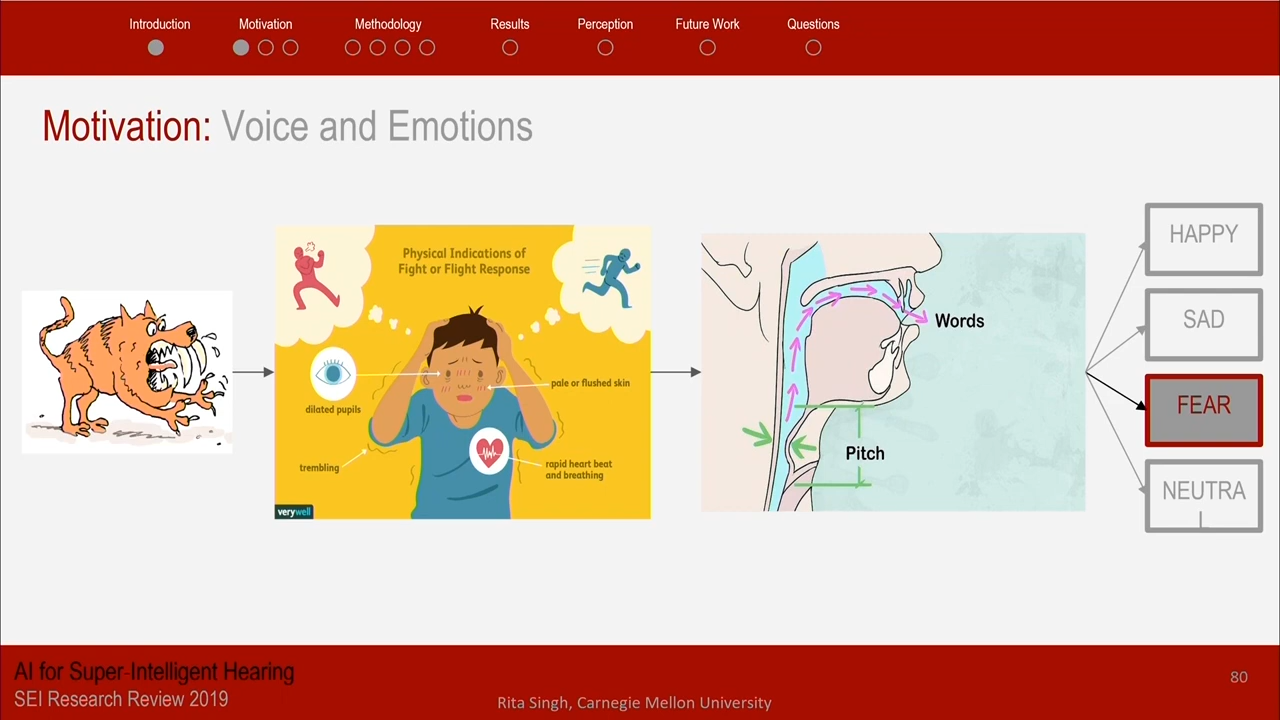 Introduction
Motivation
Methodology
Results
Perception
Future Work
Questions
Motivation: Voice and Emotions
Physical Indications of
Fight or Flight Response
dilated pupils
pale or flushed skin
trembling
rapid heart beat
and breathing
verywell
Words
Pitch
HAPPY
SAD
FEAR
NEUTRA
L
AI for Super-Intelligent Hearing
SEI Research Review 2019
Rita Singh, Carnegie Mellon University
80